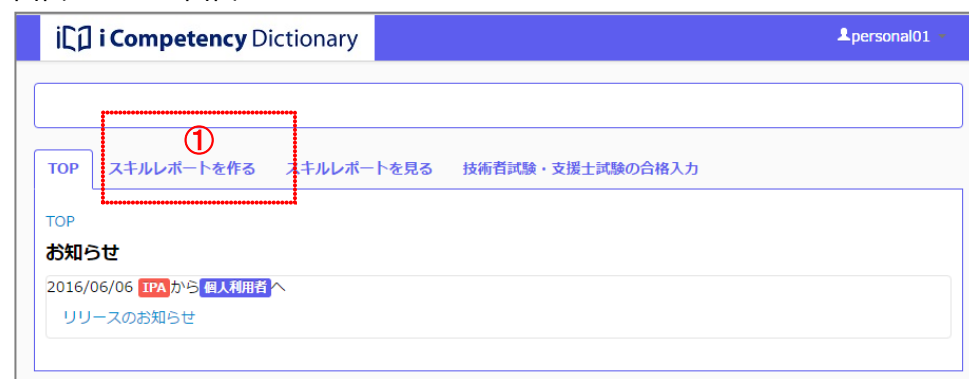 i Competency Dictionary
personal01
①
TOP スキルレポートを作る スキルレポートを見る 技術者試験・支援士試験の合格入力
TOP
お知らせ
2016/06/06 IPAから個人利用者へ
リリースのお知らせ